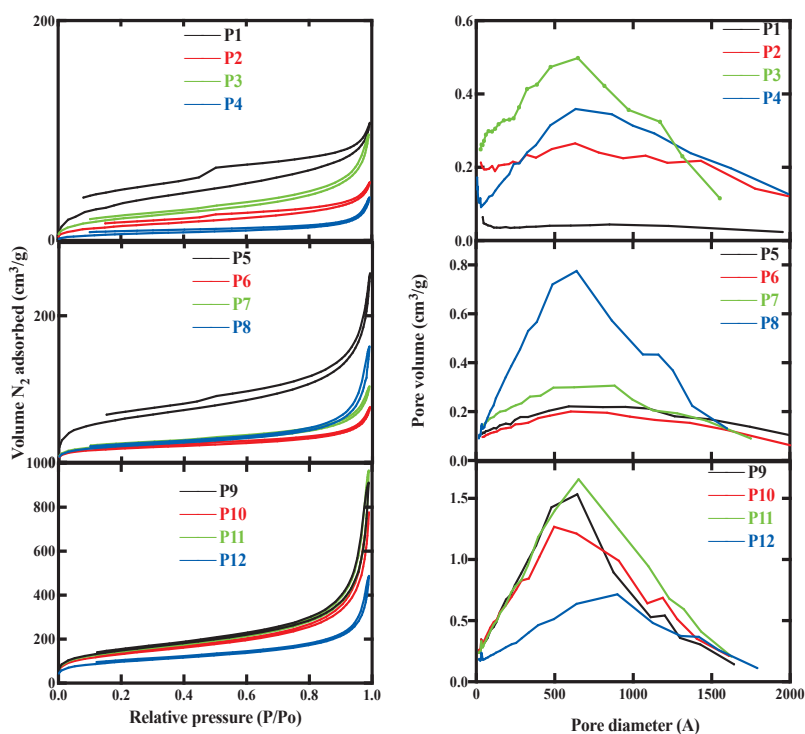 200
P1
P2
P3
P4
0
Volume N2 adsorbed (cm3/g)
P5
P6
P7
P8
200
1000
800
600
400
200
0
P9
P10
P11
P12
0.0 0.2 0.4 0.6 0.8 1.0
Relative pressure (P/Po)
0.6
0.4
0.2
0.0
P1
P2
P3
P4
Pore volume (cm3/g)
0.8
0.6
0.4
0.2
0.0
P5
P6
P7
P8
1.5
1.0
0.5
0.0
P9
P10
P11
P12
0 500 1000 1500 2000
Pore diameter (A)